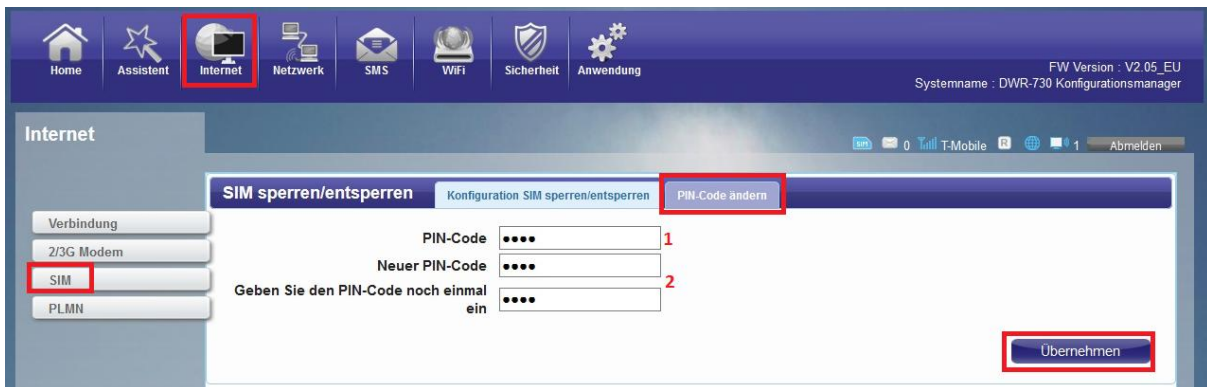 Home
Assistent
Internet
Netzwerk
SMS
WiFi
Sicherheit
Anwendung
FW Version : V2.05_EU
Systemname : DWR-730 Konfigurationsmanager
Internet
SIM 0 T-Mobile R 1 Abmelden
SIM sperren/entsperren Konfiguration SIM sperren/entsperren PIN-Code ändern
Verbindung
2/3G Modem
SIM
PLMN
PIN-Code •••• 1
Neuer PIN-Code ••••
2
Geben Sie den PIN-Code noch einmal
ein ••••
Übernehmen